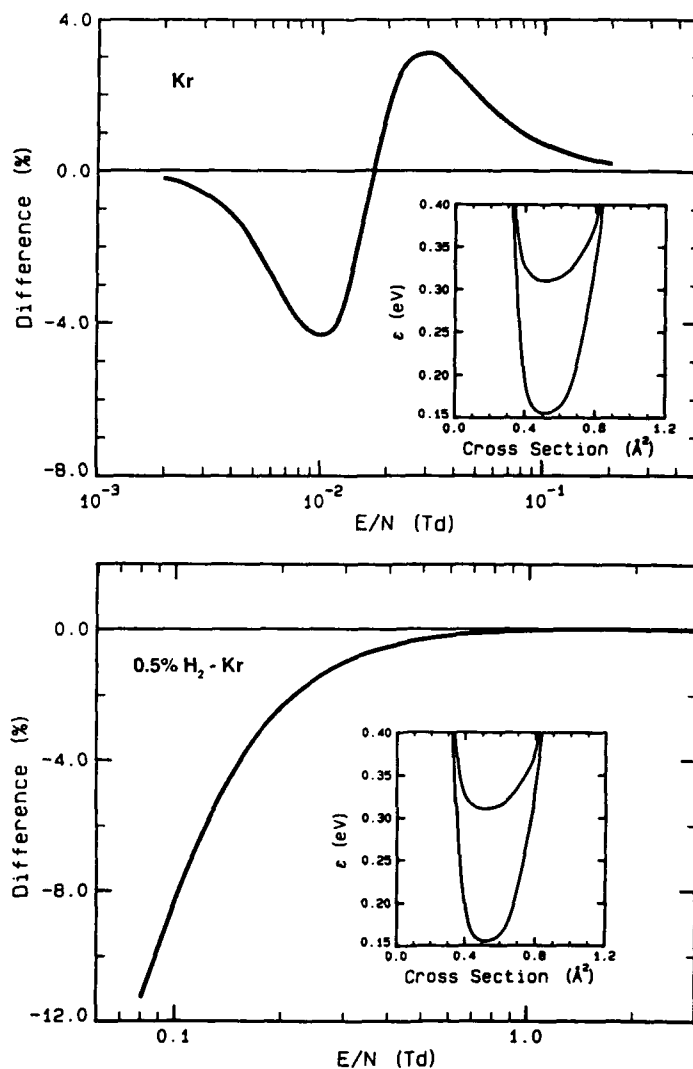 4.0
Kr
0.0
-4.0
-8.0
Difference (%)
10⁻³
10⁻²
10⁻¹
E/N (Td)
0.40
0.35
0.30
0.25
0.20
0.15
ε (eV)
0.0 0.4 0.8 1.2
Cross Section (Å²)
0.0
0.5% H₂ - Kr
-4.0
-8.0
-12.0
Difference (%)
0.1
1.0
E/N (Td)
0.40
0.35
0.30
0.25
0.20
0.15
ε (eV)
0.0 0.4 0.8 1.2
Cross Section (Å²)